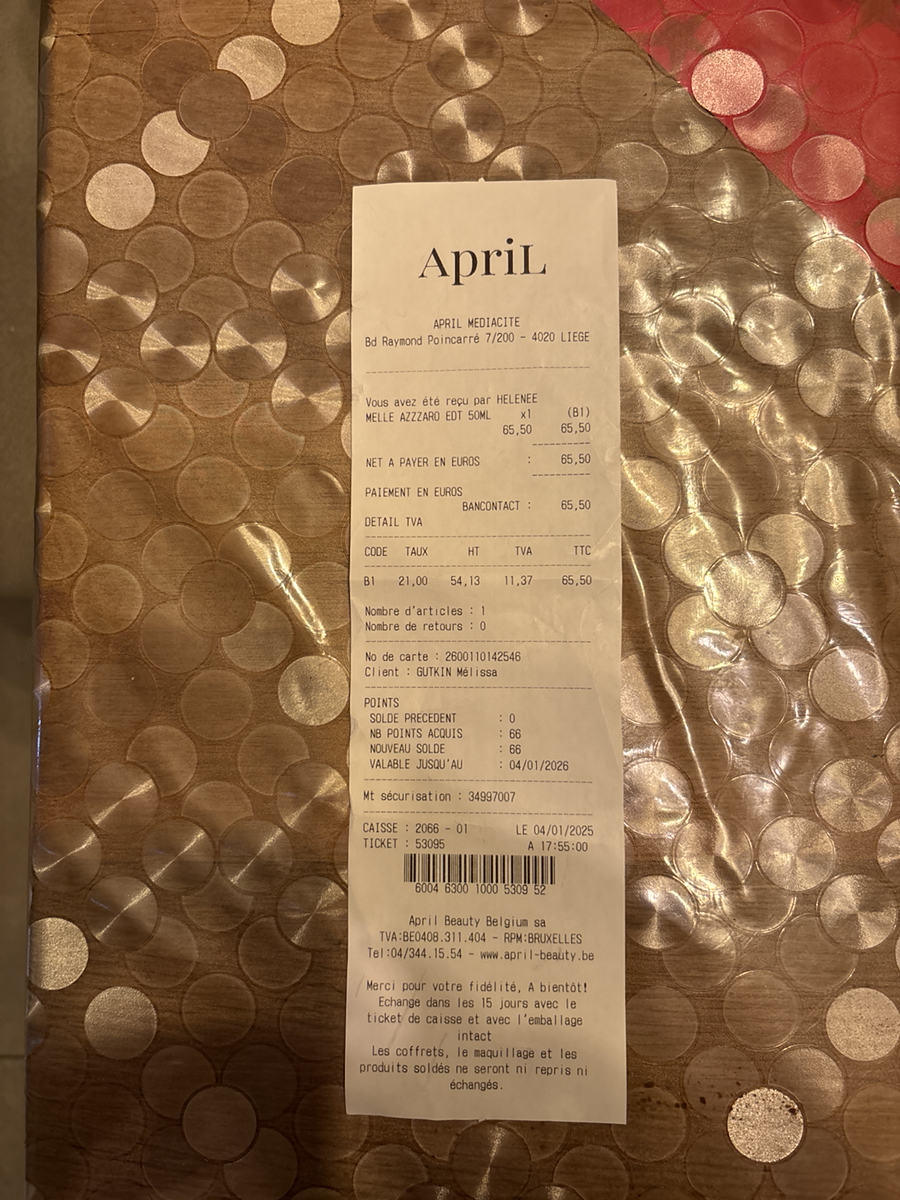 ApriL
APRIL MEDIACITE
Bd Raymond Poincarré 7/200 - 4020 LIEGE
Vous avez été reçu par HELENEE
MELLE AZZZARO EDT 50ML x1 (B1)
65,50 65,50
NET A PAYER EN EUROS : 65,50
PAIEMENT EN EUROS
BANCONTACT : 65,50
DETAIL TVA
CODE TAUX HT TVA TTC
B1 21,00 54,13 11,37 65,50
Nombre d'articles : 1
Nombre de retours : 0
No de carte : 2600110142546
Client : GUTKIN Mélissa
POINTS
SOLDE PRECEDENT : 0
NB POINTS ACQUIS : 66
NOUVEAU SOLDE : 66
VALABLE JUSQU'AU : 04/01/2026
Mt sécurisation : 34997007
CAISSE : 2066 - 01 LE 04/01/2025
TICKET : 53095 A 17:55:00
6004 6300 1000 5309 52
April Beauty Belgium sa
TVA:BE0408.311.404 - RPM:BRUXELLES
Tel:04/344.15.54 - www.april-beauty.be
Merci pour votre fidélité, A bientôt!
Echange dans les 15 jours avec le
ticket de caisse et avec l'emballage
intact
Les coffrets, le maquillage et les
produits soldés ne seront ni repris ni
échangés.